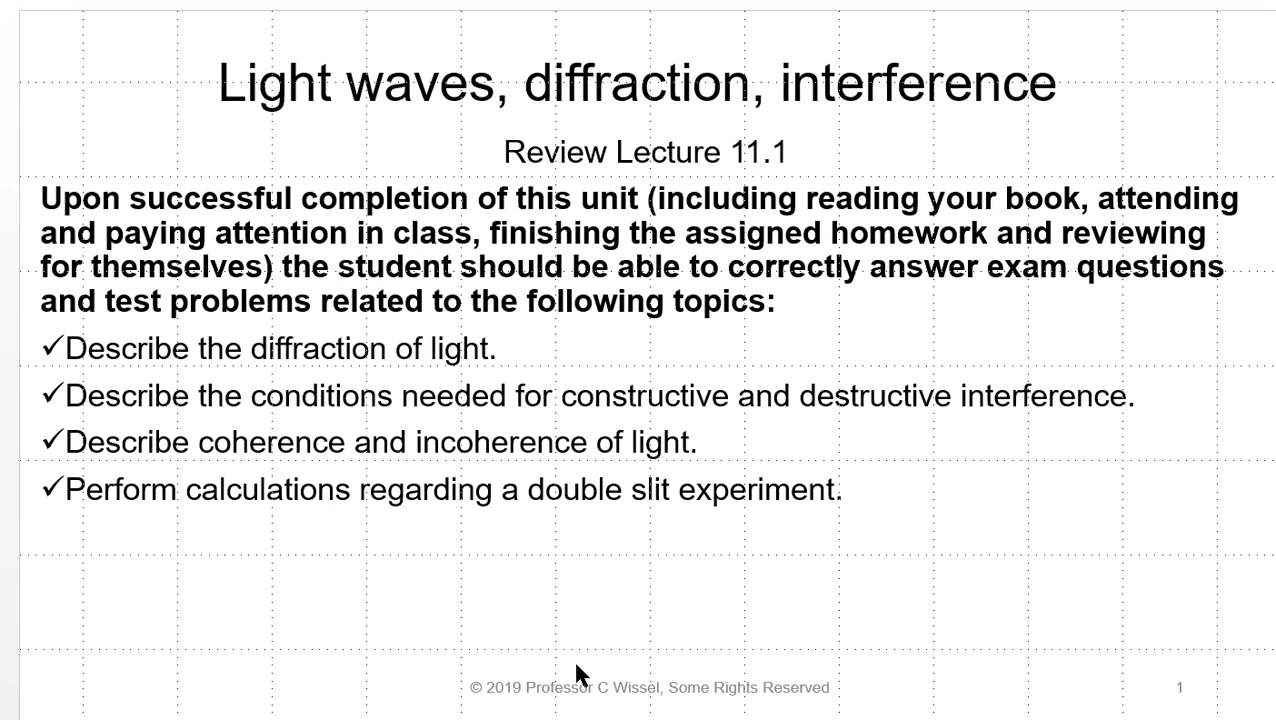 Light waves, diffraction, interference
Review Lecture 11.1
Upon successful completion of this unit (including reading your book, attending
and paying attention in class, finishing the assigned homework and reviewing
for themselves) the student should be able to correctly answer exam questions
and test problems related to the following topics:
✓Describe the diffraction of light.
✓Describe the conditions needed for constructive and destructive interference.
✓Describe coherence and incoherence of light.
✓Perform calculations regarding a double slit experiment.
© 2019 Professor C Wissel, Some Rights Reserved
1